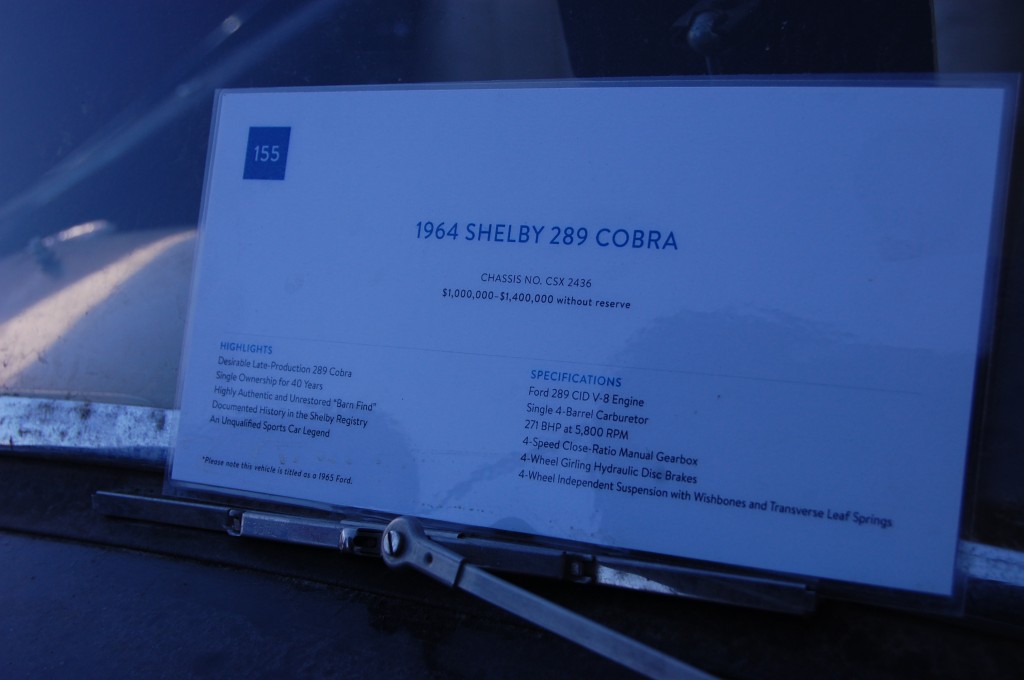 155
1964 SHELBY 289 COBRA
CHASSIS NO. CSX 2436
$1,000,000–$1,400,000 without reserve
HIGHLIGHTS
Desirable Late-Production 289 Cobra
Single Ownership for 40 Years
Highly Authentic and Unrestored "Barn Find"
Documented History in the Shelby Registry
An Unqualified Sports Car Legend
*Please note this vehicle is titled as a 1965 Ford.
SPECIFICATIONS
Ford 289 CID V-8 Engine
Single 4-Barrel Carburetor
271 BHP at 5,800 RPM
4-Speed Close-Ratio Manual Gearbox
4-Wheel Girling Hydraulic Disc Brakes
4-Wheel Independent Suspension with Wishbones and Transverse Leaf Springs